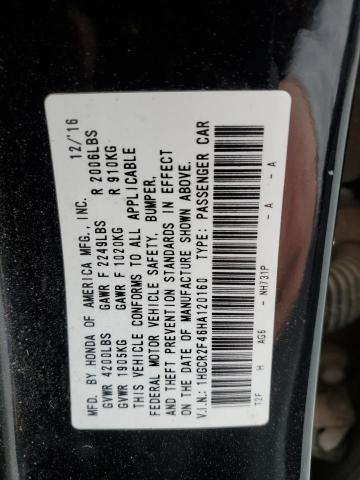 MFD. BY HONDA OF AMERICA MFG., INC. 12/'16
GVWR 4200LBS GAWR F 2249LBS R 2006LBS
GVWR 1905KG GAWR F 1020KG R 910KG
THIS VEHICLE CONFORMS TO ALL APPLICABLE
FEDERAL MOTOR VEHICLE SAFETY, BUMPER,
AND THEFT PREVENTION STANDARDS IN EFFECT
ON THE DATE OF MANUFACTURE SHOWN ABOVE.
V.I.N.: 1HGCR2F46HA120160 TYPE: PASSENGER CAR
T2F H AG6 - NH731P - A - A